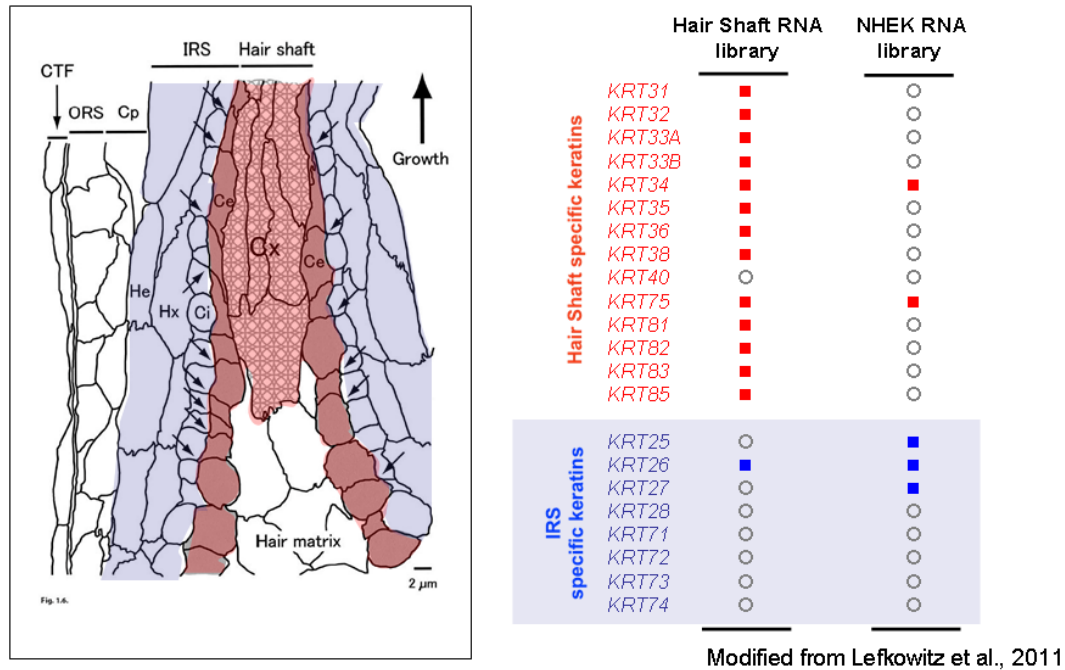 IRS
Hair shaft
CTF
ORS
Cp
Growth
Ce
Cx
Ce
He
Hx
Ci
Hair matrix
2 µm
Fig. 1.6.
Hair Shaft RNA
library
NHEK RNA
library
Hair Shaft specific keratins
KRT31
KRT32
KRT33A
KRT33B
KRT34
KRT35
KRT36
KRT38
KRT40
KRT75
KRT81
KRT82
KRT83
KRT85
IRS
specific keratins
KRT25
KRT26
KRT27
KRT28
KRT71
KRT72
KRT73
KRT74
Modified from Lefkowitz et al., 2011